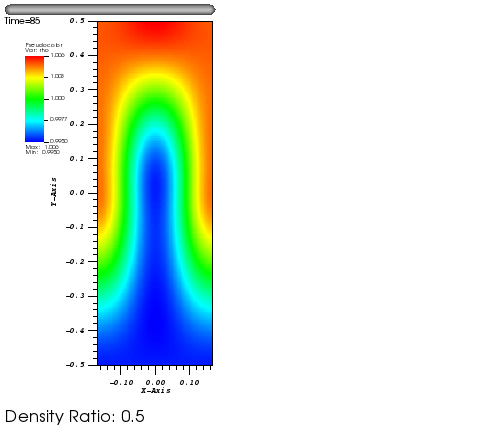 Time=85
Pseudocolor
Var: rho
1.005
1.003
1.000
0.9977
0.9950
Max: 1.006
Min: 0.9950
0.5
0.4
0.3
0.2
0.1
0.0
-0.1
-0.2
-0.3
-0.4
-0.5
Y-Axis
-0.10 0.00 0.10
X-Axis
Density Ratio: 0.5